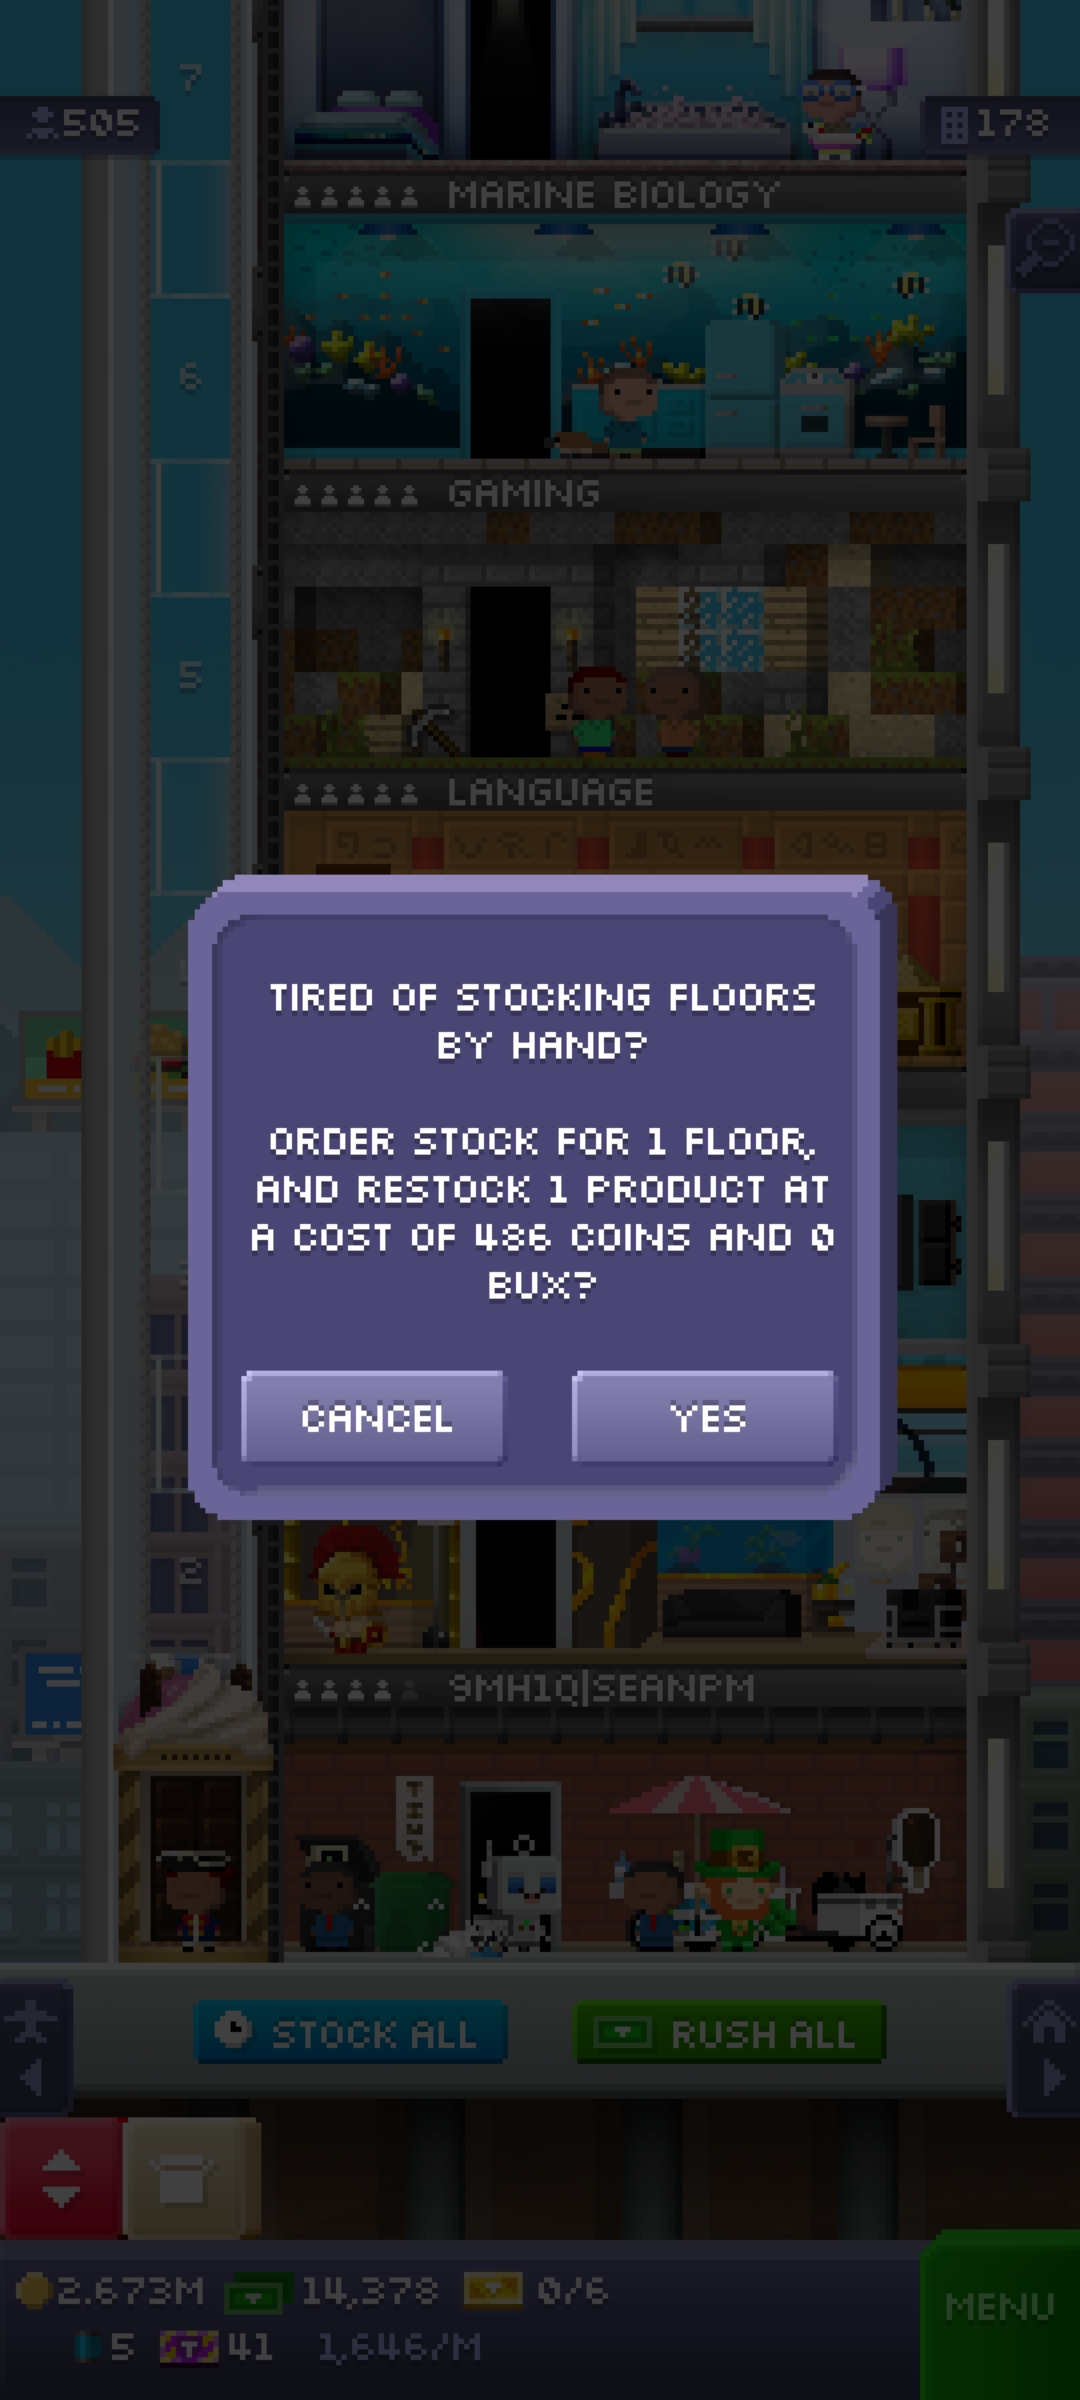 7
505
178
MARINE BIOLOGY
6
GAMING
5
LANGUAGE
TIRED OF STOCKING FLOORS
BY HAND?
ORDER STOCK FOR 1 FLOOR,
AND RESTOCK 1 PRODUCT AT
A COST OF 486 COINS AND 0
BUX?
CANCEL
YES
2
9MH1Q|SEANPM
STOCK ALL
RUSH ALL
2.673M
14,378
0/6
MENU
5
41
1,646/M